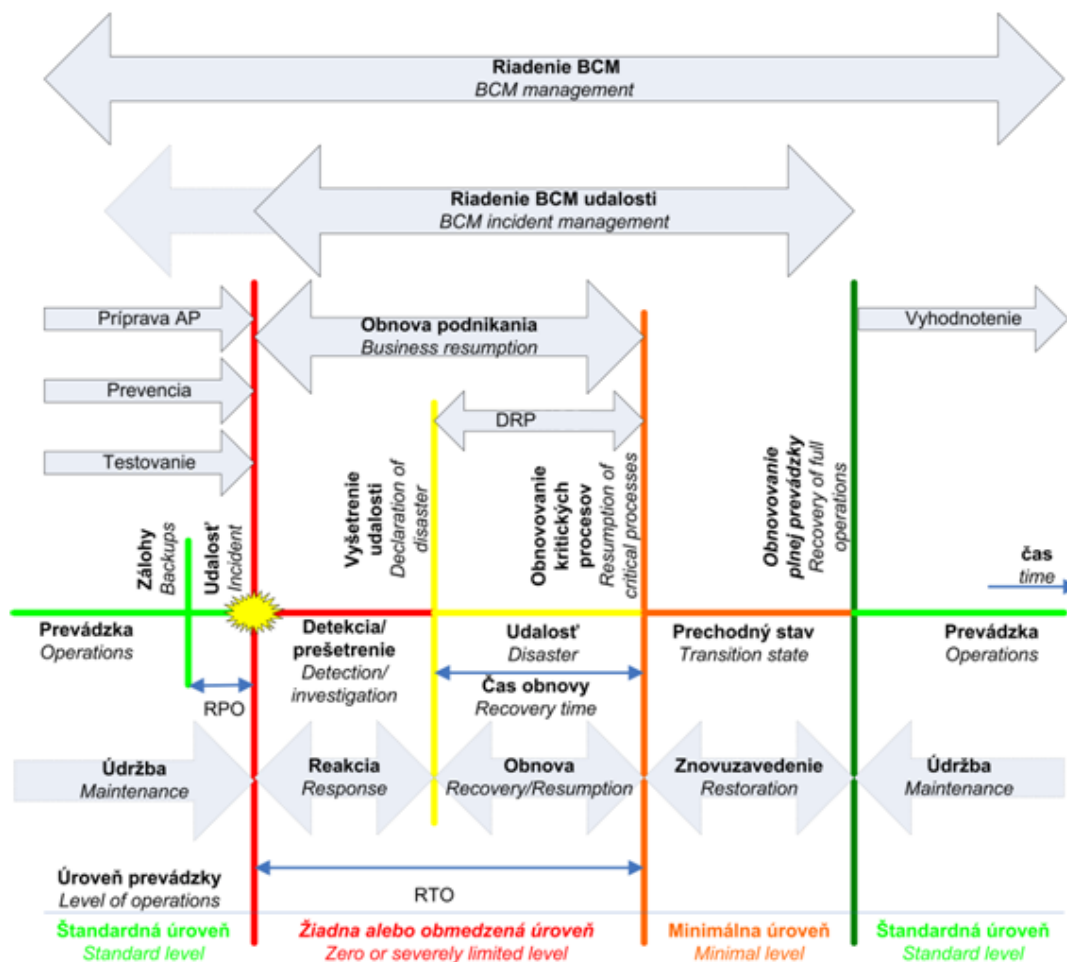 Riadenie BCM
BCM management
Riadenie BCM udalosti
BCM incident management
Príprava AP
Obnova podnikania
Business resumption
Vyhodnotenie
Prevencia
DRP
Testovanie
Zálohy
Backups
Udalosť
Incident
Vyšetrenie
udalosti
Declaration of
disaster
Obnovovanie
kritických
procesov
Resumption of
critical processes
Obnovovanie
plnej prevádzky
Recovery of full
operations
čas
time
Prevádzka
Operations
Detekcia/
prešetrenie
Detection/
investigation
Udalosť
Disaster
Prechodný stav
Transition state
Prevádzka
Operations
RPO
Čas obnovy
Recovery time
Údržba
Maintenance
Reakcia
Response
Obnova
Recovery/Resumption
Znovuzavedenie
Restoration
Údržba
Maintenance
RTO
Úroveň prevádzky
Level of operations
Štandardná úroveň
Standard level
Žiadna alebo obmedzená úroveň
Zero or severely limited level
Minimálna úroveň
Minimal level
Štandardná úroveň
Standard level